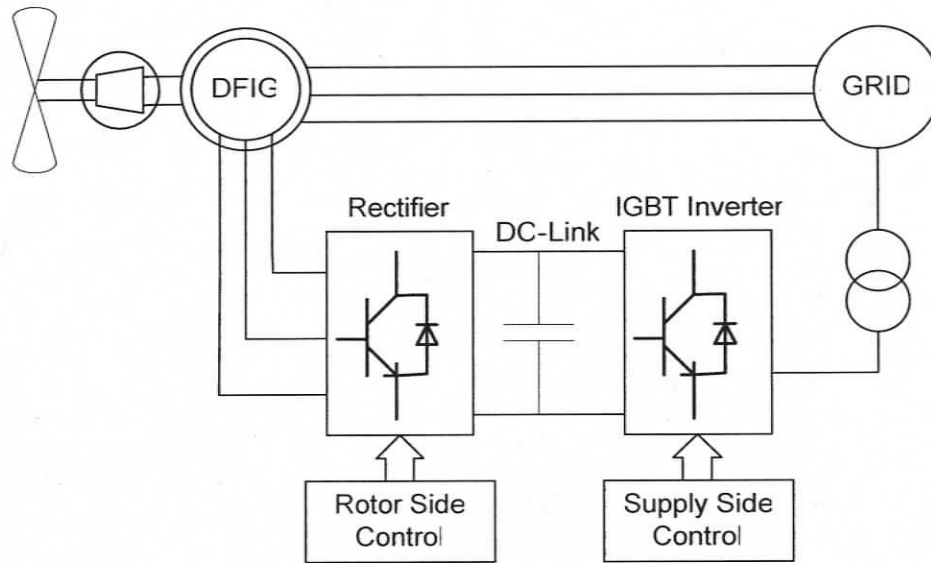 DFIG
GRID
Rectifier
IGBT Inverter
DC-Link
Rotor Side
Control
Supply Side
Control